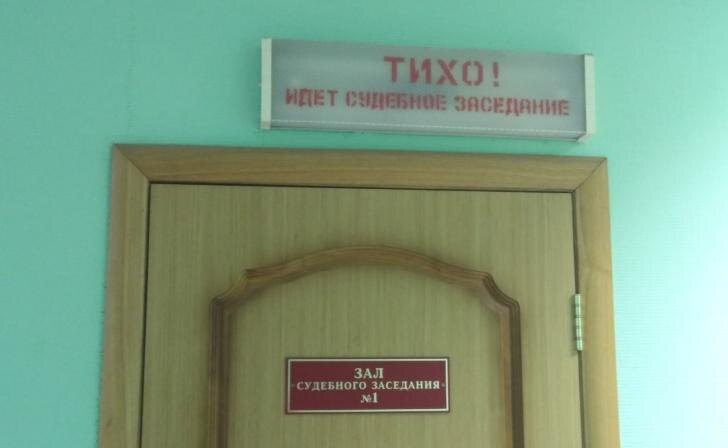 ТИХО!
ИДЕТ СУДЕБНОЕ ЗАСЕДАНИЕ
ЗАЛ
СУДЕБНОГО ЗАСЕДАНИЯ
№1